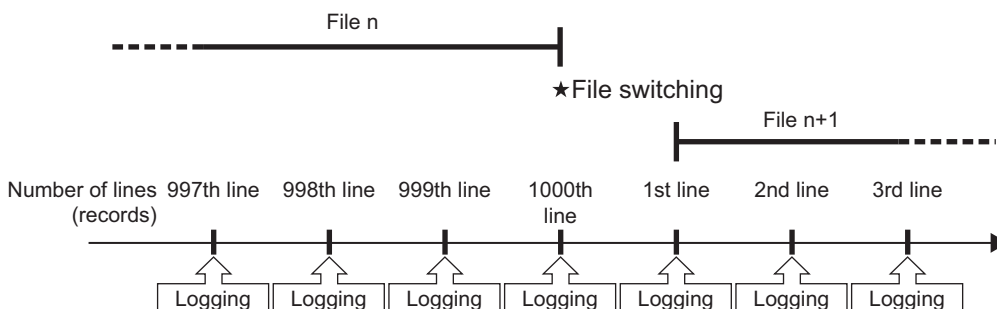 File n
★File switching
File n+1
Number of lines (records)
997th line
998th line
999th line
1000th line
1st line
2nd line
3rd line
Logging
Logging
Logging
Logging
Logging
Logging
Logging